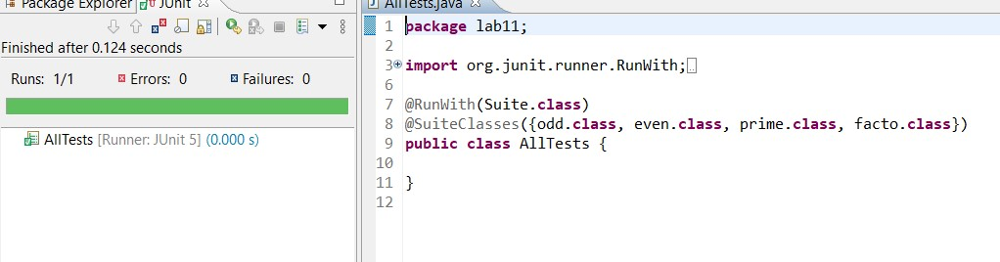 Package Explorer JUnit
Finished after 0.124 seconds
Runs: 1/1 Errors: 0 Failures: 0
AllTests [Runner: JUnit 5] (0.000 s)
AllTests.java
1 package lab11;
2
3 import org.junit.runner.RunWith;
6
7 @RunWith(Suite.class)
8 @SuiteClasses({odd.class, even.class, prime.class, facto.class})
9 public class AllTests {
10
11 }
12